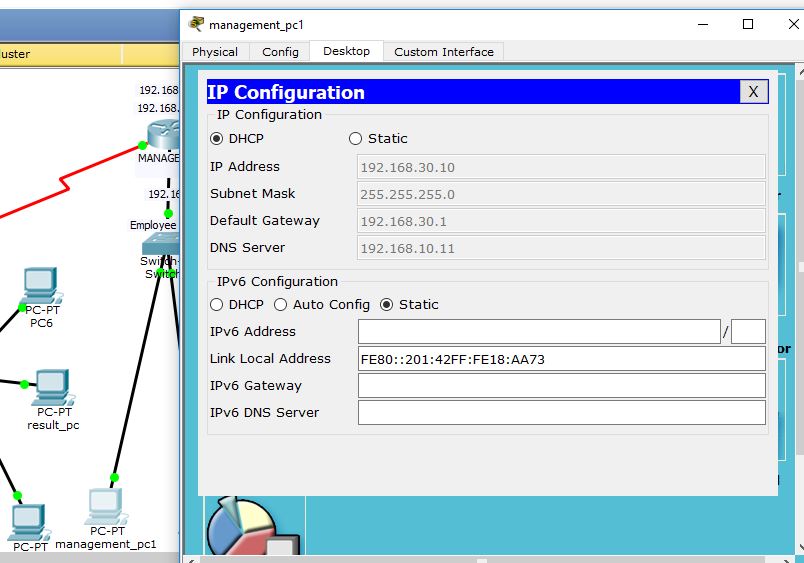 management_pc1
Physical Config Desktop Custom Interface
IP Configuration X
IP Configuration
DHCP Static
IP Address 192.168.30.10
Subnet Mask 255.255.255.0
Default Gateway 192.168.30.1
DNS Server 192.168.10.11
IPv6 Configuration
DHCP Auto Config Static
IPv6 Address /
Link Local Address FE80::201:42FF:FE18:AA73
IPv6 Gateway
IPv6 DNS Server
192.168
192.168.
MANAGE
192.16
Employee
Switch-
Switch
PC-PT
PC6
PC-PT
result_pc
PC-PT
management_pc1
PC-PT